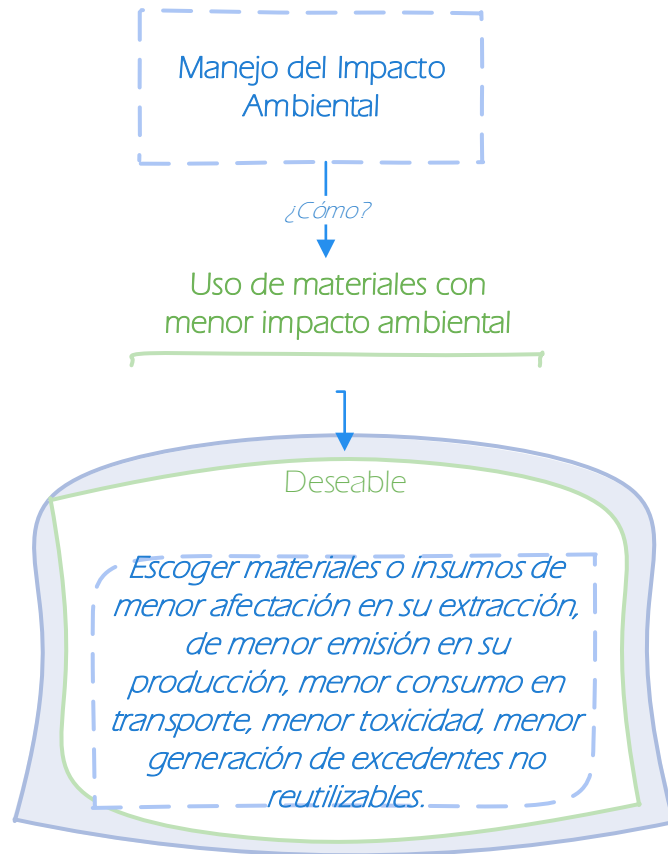 Manejo del Impacto
Ambiental
¿Cómo?
Uso de materiales con
menor impacto ambiental
Deseable
Escoger materiales o insumos de
menor afectación en su extracción,
de menor emisión en su
producción, menor consumo en
transporte, menor toxicidad, menor
generación de excedentes no
reutilizables.